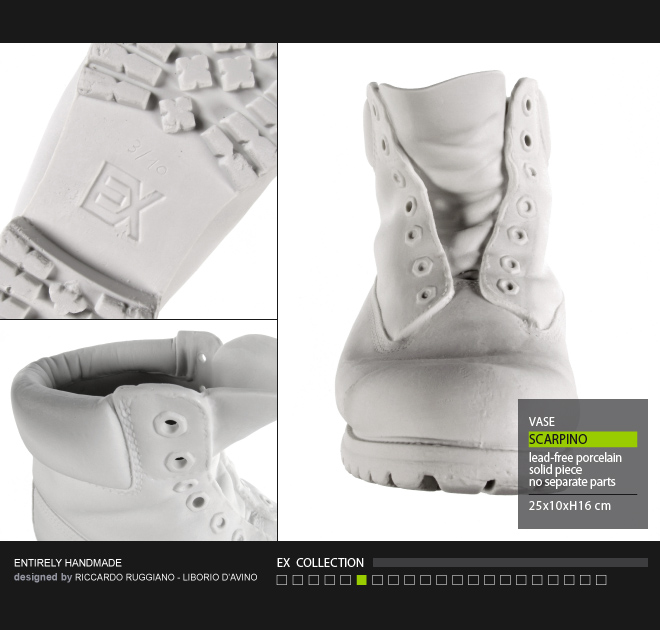 3/10
EX
VASE
SCARPINO
lead-free porcelain
solid piece
no separate parts
25x10xH16 cm
ENTIRELY HANDMADE
designed by RICCARDO RUGGIANO - LIBORIO D'AVINO
EX COLLECTION